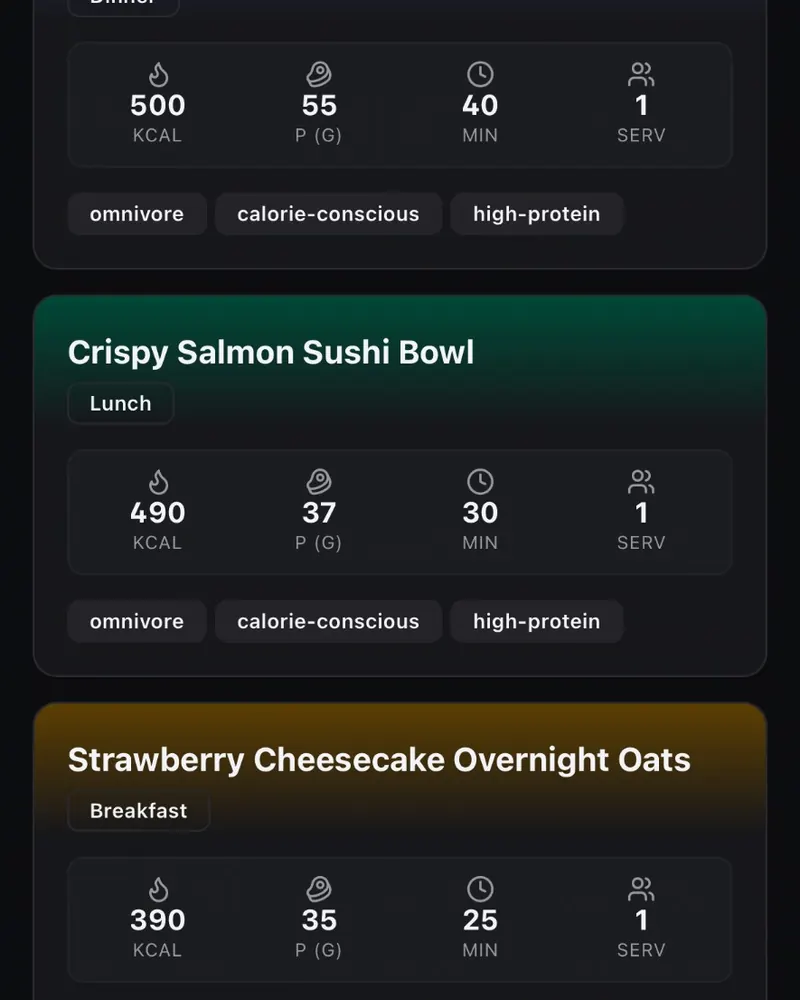 Dinner
500 55 40 1
KCAL P (G) MIN SERV
omnivore calorie-conscious high-protein
Crispy Salmon Sushi Bowl
Lunch
490 37 30 1
KCAL P (G) MIN SERV
omnivore calorie-conscious high-protein
Strawberry Cheesecake Overnight Oats
Breakfast
390 35 25 1
KCAL P (G) MIN SERV